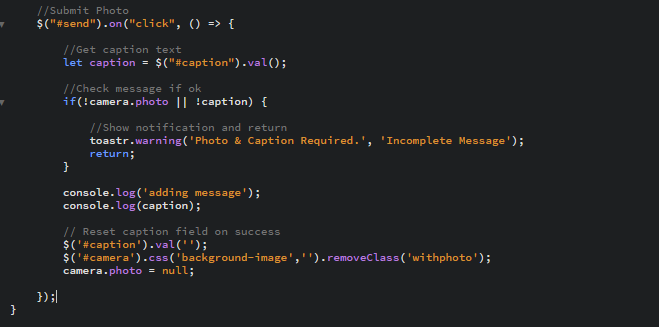 //Submit Photo
$("#send").on("click", () => {
//Get caption text
let caption = $("#caption").val();
//Check message if ok
if(!camera.photo || !caption) {
//Show notification and return
toastr.warning('Photo & Caption Required.', 'Incomplete Message');
return;
}
console.log('adding message');
console.log(caption);
// Reset caption field on success
$('#caption').val('');
$('#camera').css('background-image','').removeClass('withphoto');
camera.photo = null;
});
}